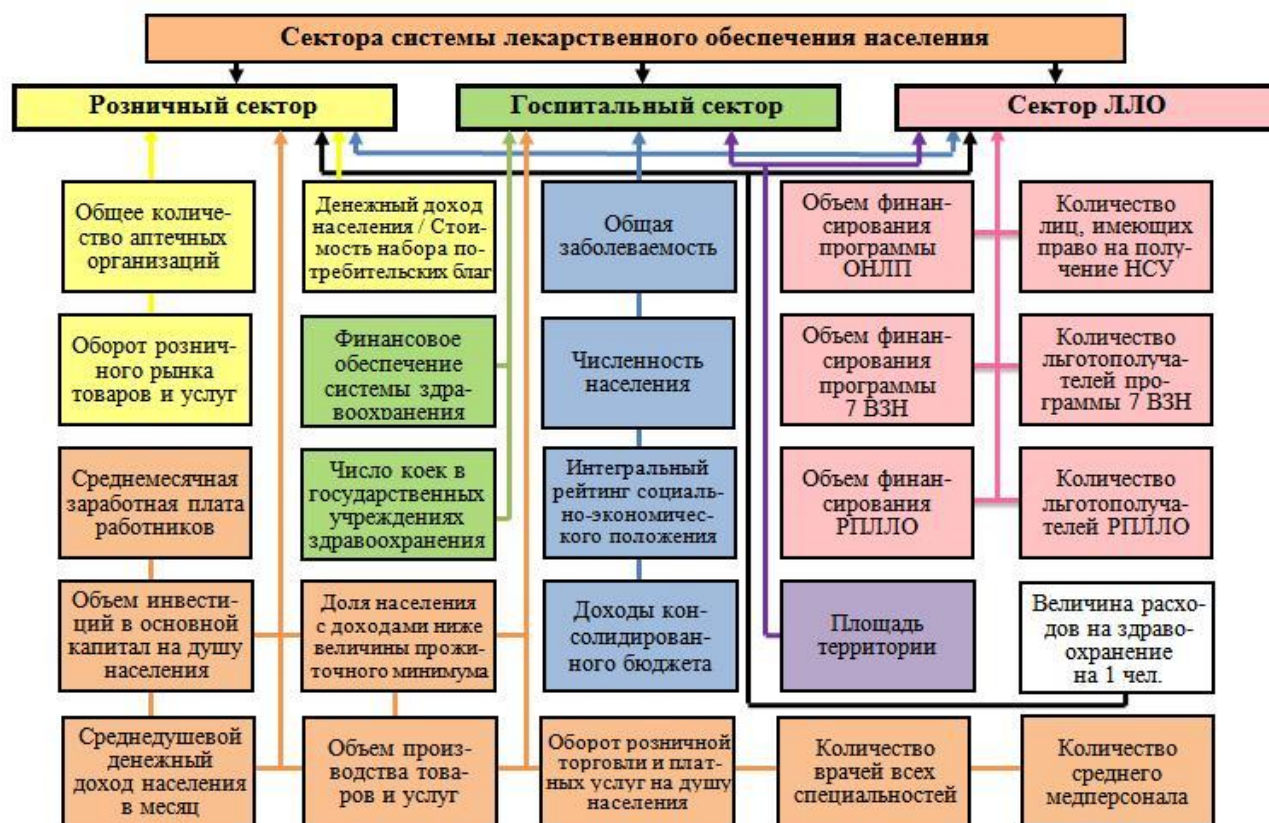 Сектора системы лекарственного обеспечения населения
Розничный сектор
Госпитальный сектор
Сектор ЛЛО
Общее количе-
ство аптечных
организаций
Денежный доход
населения / Стои-
мость набора по-
требительских благ
Общая
заболеваемость
Объем финан-
сирования
программы
ОНЛП
Количество
лиц, имеющих
право на полу-
чение НСУ
Оборот рознич-
ного рынка
товаров и услуг
Финансовое
обеспечение
системы здра-
воохранения
Численность
населения
Объем финан-
сирования
программы
7 ВЗН
Количество
льготополуча-
телей про-
граммы 7 ВЗН
Среднемесячная
заработная плата
работников
Число коек в
государственных
учреждениях
здравоохранения
Интегральный
рейтинг социаль-
но-экономичес-
кого положения
Объем финан-
сирования
РПЛЛО
Количество
льготополуча-
телей РПЛЛО
Объем инвести-
ций в основной
капитал на душу
населения
Доля населения
с доходами ниже
величины прожи-
точного минимума
Доходы кон-
солидирован-
ного бюджета
Площадь
территории
Величина расхо-
дов на здраво-
охранение
на 1 чел.
Среднедушевой
денежный
доход населения
в месяц
Объем произ-
водства това-
ров и услуг
Оборот розничной
торговли и плат-
ных услуг на душу
населения
Количество
врачей всех
специальностей
Количество
среднего
медперсонала